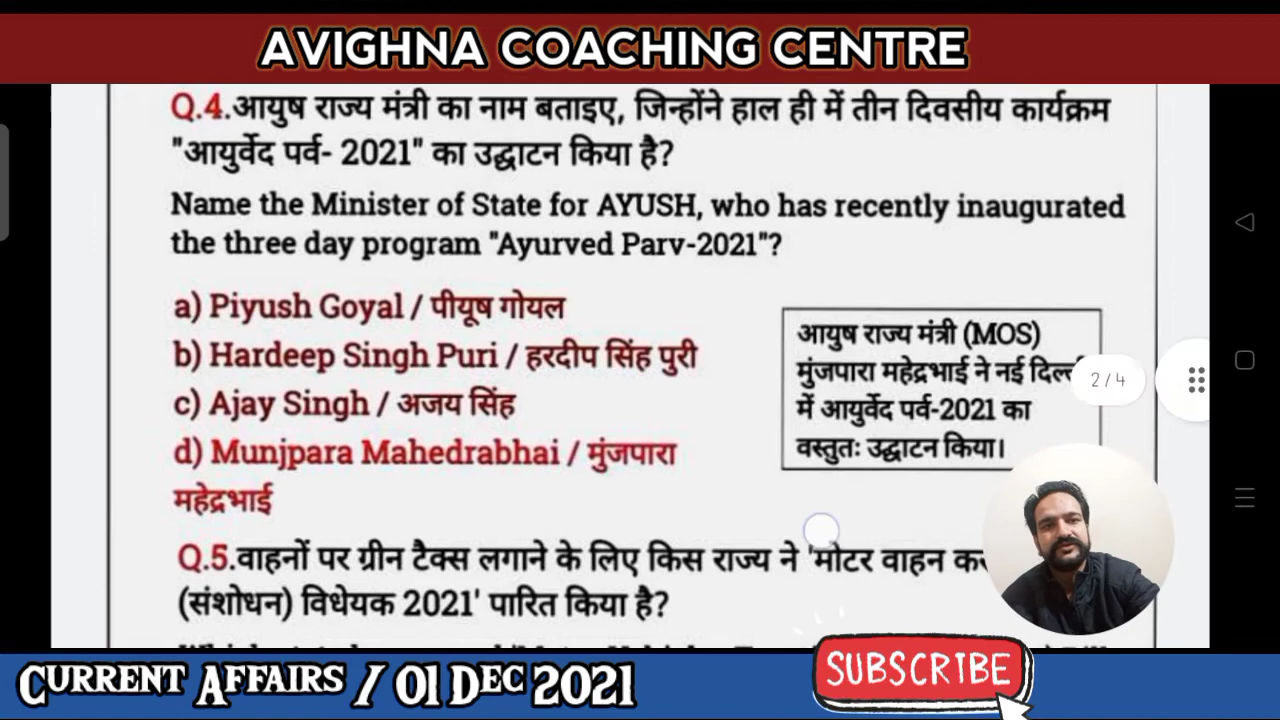 AVIGHNA COACHING CENTRE
Q.4.आयुष राज्य मंत्री का नाम बताइए, जिन्होंने हाल ही में तीन दिवसीय कार्यक्रम
"आयुर्वेद पर्व- 2021" का उद्घाटन किया है?
Name the Minister of State for AYUSH, who has recently inaugurated
the three day program "Ayurved Parv-2021"?
a) Piyush Goyal / पीयूष गोयल
b) Hardeep Singh Puri / हरदीप सिंह पुरी
c) Ajay Singh / अजय सिंह
d) Munjpara Mahedrabhai / मुंजपारा
महेद्रभाई
आयुष राज्य मंत्री (MOS)
मुंजपारा महेद्रभाई ने नई
में आयुर्वेद पर्व-2021 का
वस्तुतः उद्घाटन किया।
2/4
Q.5.वाहनों पर ग्रीन टैक्स लगाने के लिए किस राज्य ने 'मोटर वाहन
(संशोधन) विधेयक 2021' पारित किया है?
CURRENT AFFAIRS / 01 DEC 2021
SUBSCRIBE